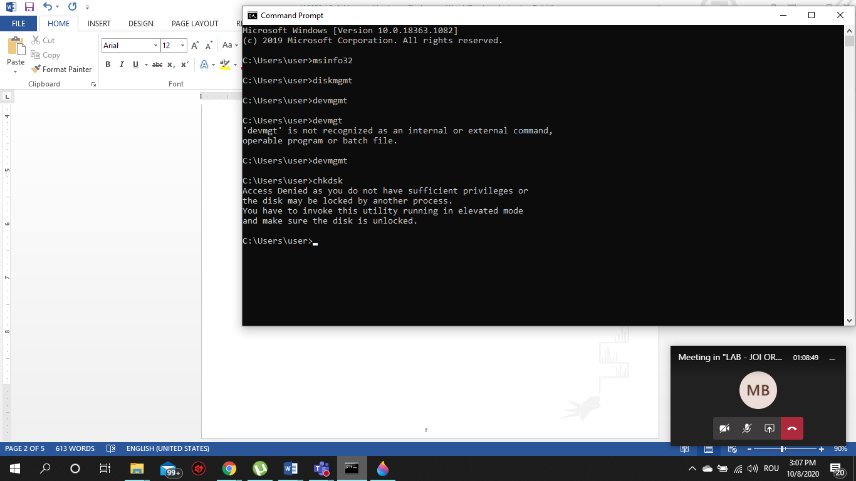 Command Prompt
FILE HOME INSERT DESIGN PAGE LAYOUT
Cut
Copy
Format Painter
Paste
Arial 12 Aa
B I U abc x₂ x²
Clipboard Font
Microsoft Windows [Version 10.0.18363.1082]
(c) 2019 Microsoft Corporation. All rights reserved.
C:\Users\user>msinfo32
C:\Users\user>diskmgmt
C:\Users\user>devmgmt
C:\Users\user>devmgt
'devmgt' is not recognized as an internal or external command,
operable program or batch file.
C:\Users\user>devmgmt
C:\Users\user>chkdsk
Access Denied as you do not have sufficient privileges or
the disk may be locked by another process.
You have to invoke this utility running in elevated mode
and make sure the disk is unlocked.
C:\Users\user>
Meeting in "LAB - JOI OR... 01:08:49
MB
PAGE 2 OF 5 613 WORDS ENGLISH (UNITED STATES) 90%
99+ ROU 3:07 PM
10/8/2020 20